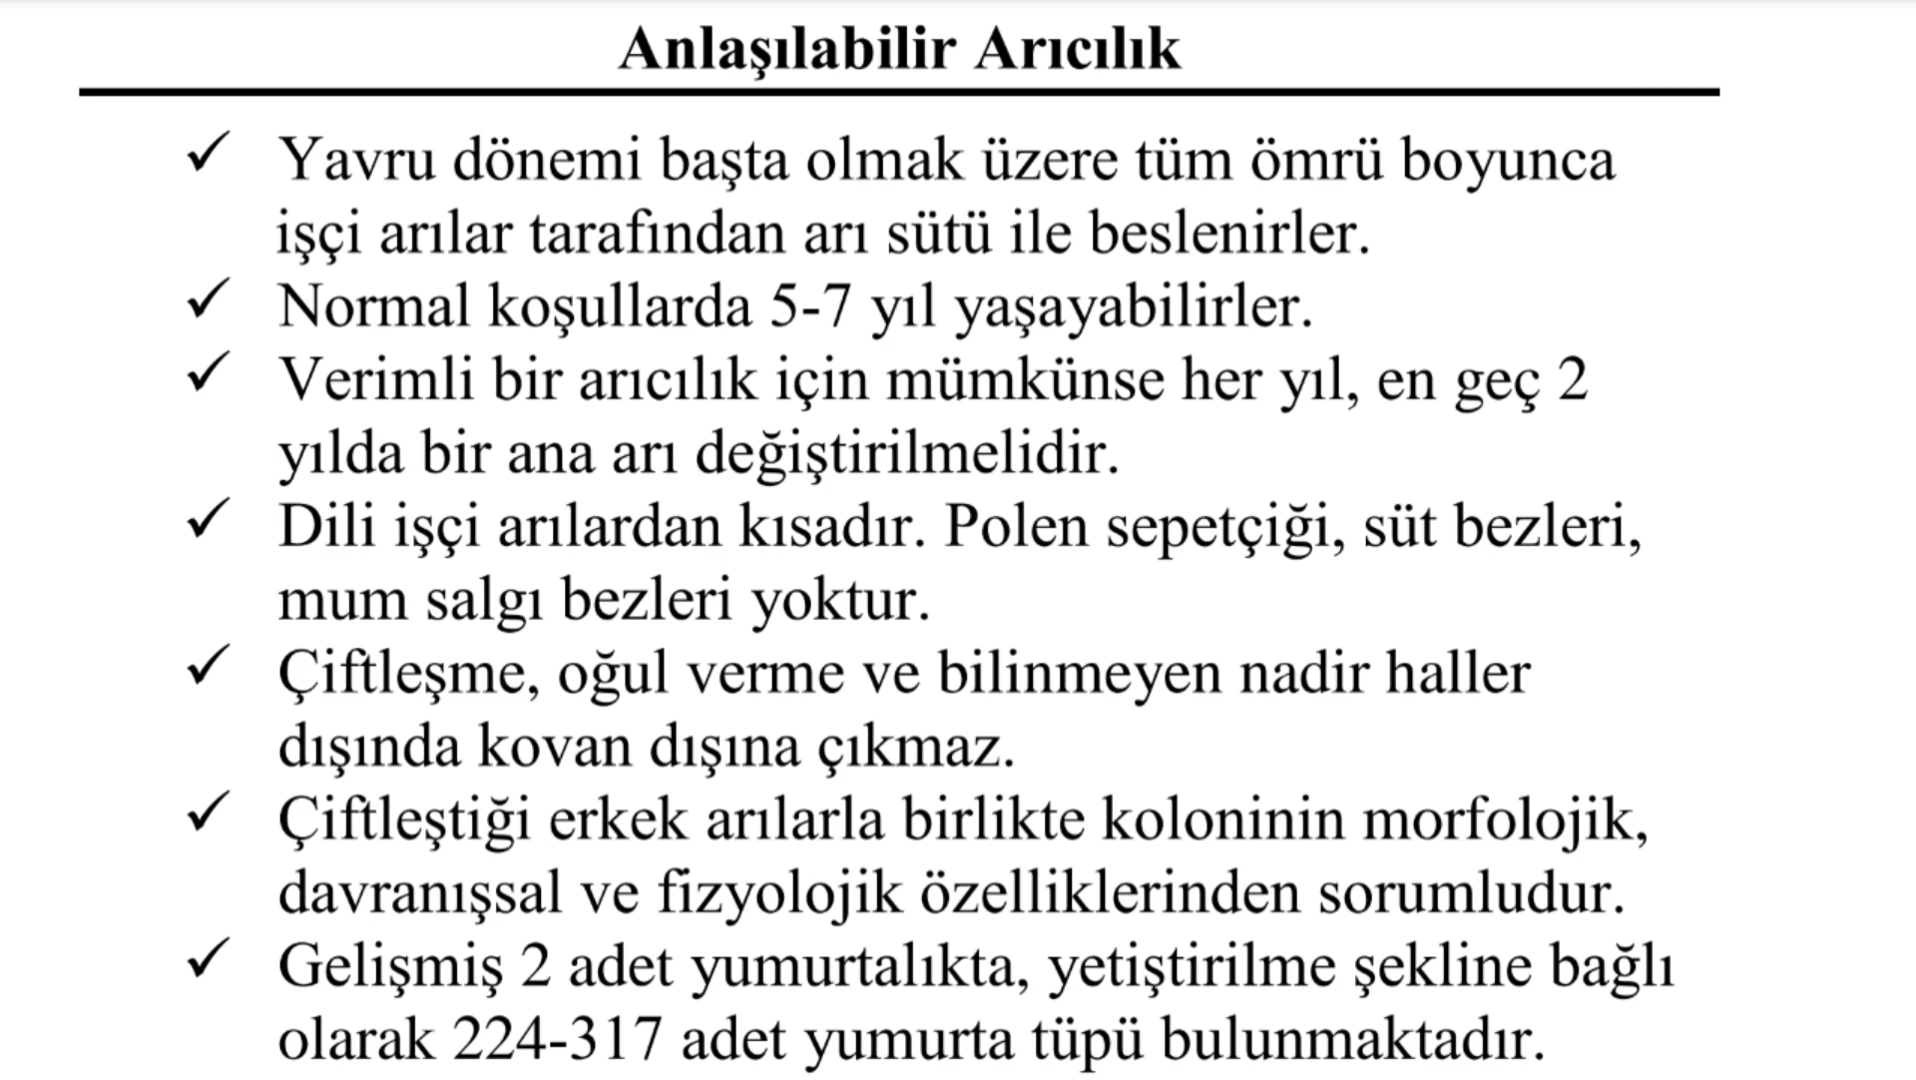 Anlaşılabilir Arıcılık
✓ Yavru dönemi başta olmak üzere tüm ömrü boyunca
işçi arılar tarafından arı sütü ile beslenirler.
✓ Normal koşullarda 5-7 yıl yaşayabilirler.
✓ Verimli bir arıcılık için mümkünse her yıl, en geç 2
yılda bir ana arı değiştirilmelidir.
✓ Dili işçi arılardan kısadır. Polen sepetçiği, süt bezleri,
mum salgı bezleri yoktur.
✓ Çiftleşme, oğul verme ve bilinmeyen nadir haller
dışında kovan dışına çıkmaz.
✓ Çiftleştiği erkek arılarla birlikte koloninin morfolojik,
davranışsal ve fizyolojik özelliklerinden sorumludur.
✓ Gelişmiş 2 adet yumurtalıkta, yetiştirilme şekline bağlı
olarak 224-317 adet yumurta tüpü bulunmaktadır.